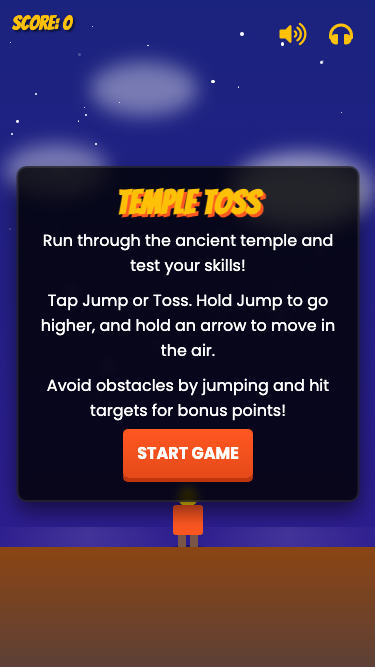 SCORE: 0
TEMPLE TOSS
Run through the ancient temple and
test your skills!
Tap Jump or Toss. Hold Jump to go
higher, and hold an arrow to move in
the air.
Avoid obstacles by jumping and hit
targets for bonus points!
START GAME